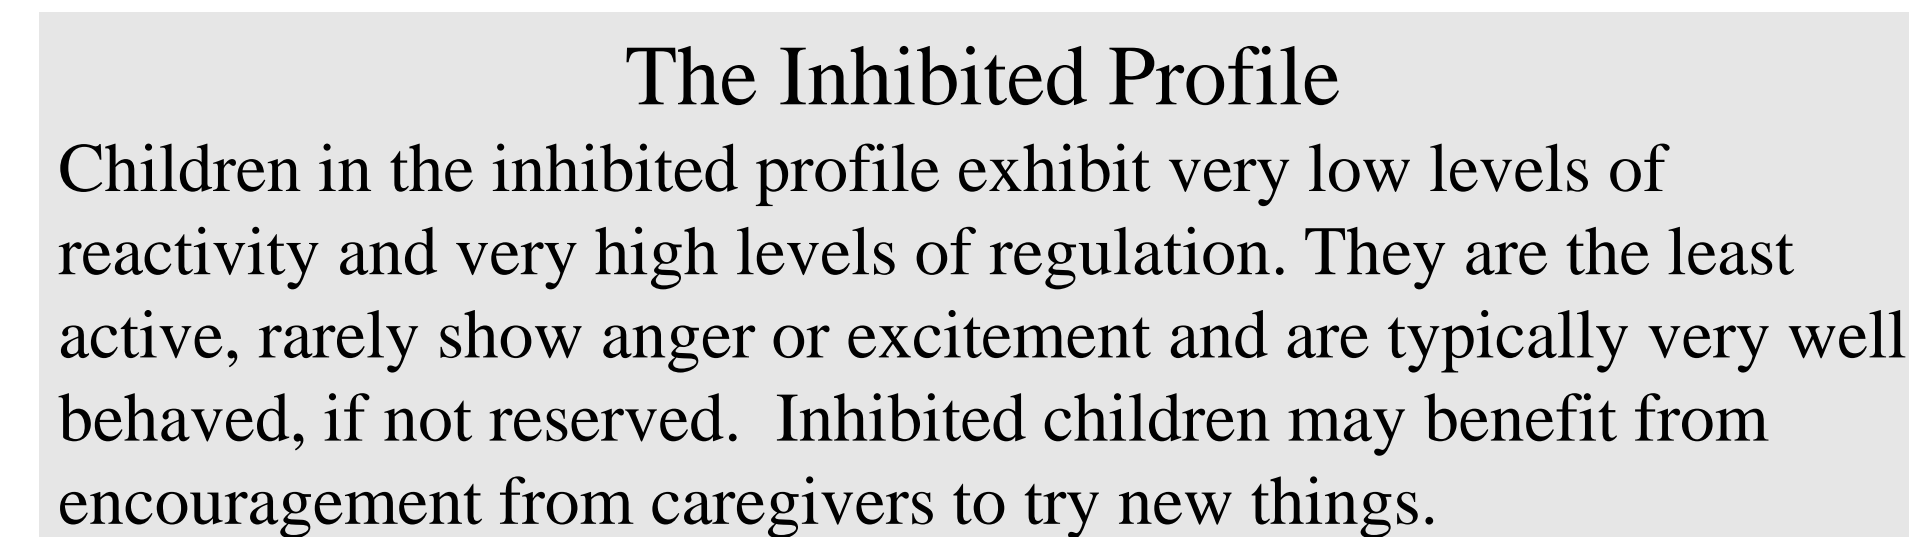 The Inhibited Profile
Children in the inhibited profile exhibit very low levels of
reactivity and very high levels of regulation. They are the least
active, rarely show anger or excitement and are typically very well
behaved, if not reserved.  Inhibited children may benefit from
encouragement from caregivers to try new things.